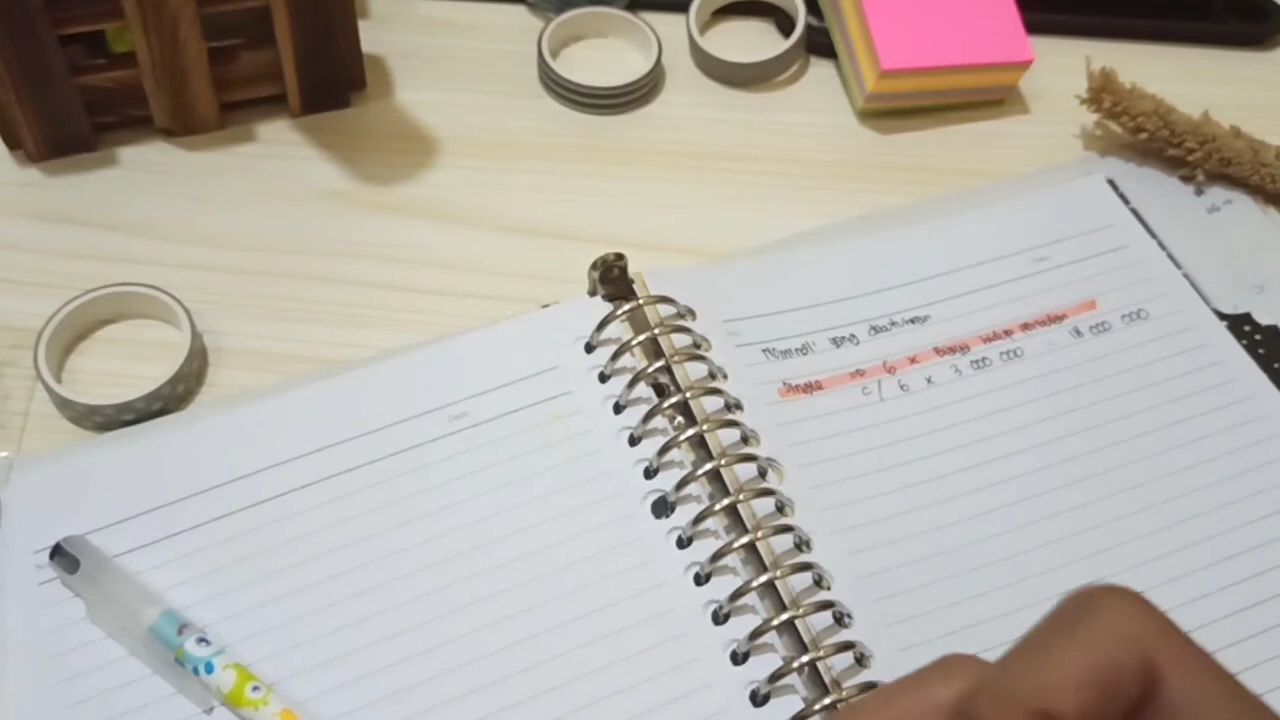 Nominal yang dibutuhkan
Single => 6 x Biaya hidup perbulan
c/ 6 x 3 000 000 18 000 000